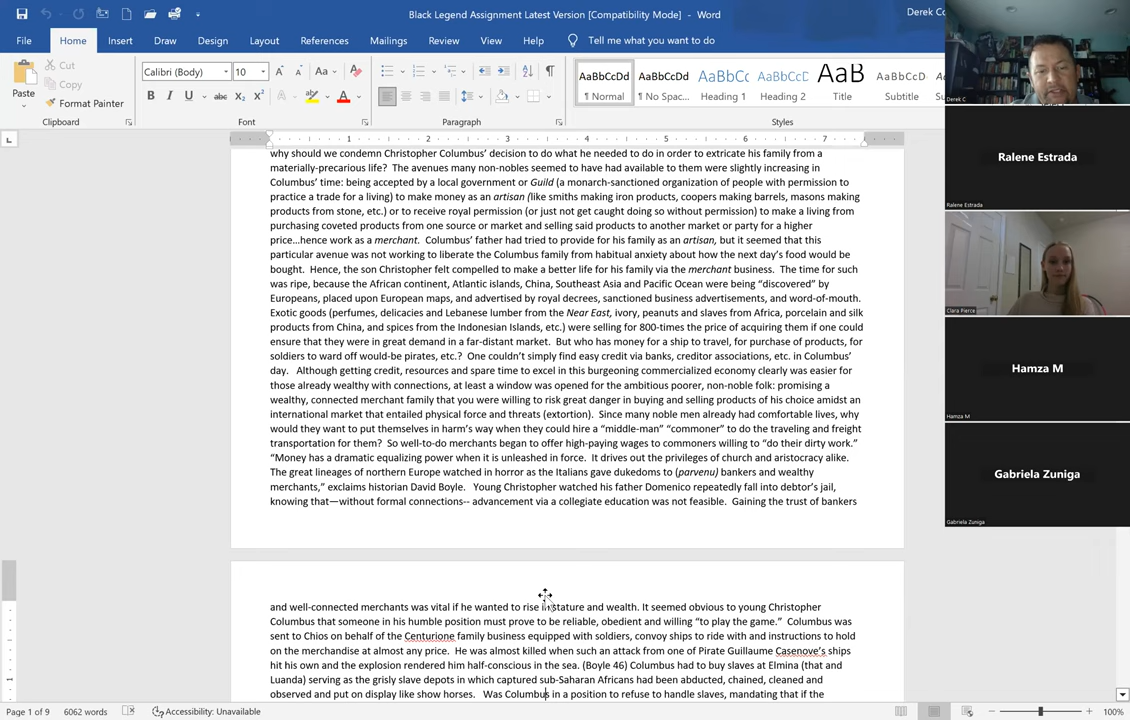 Black Legend Assignment Latest Version [Compatibility Mode] - Word
Derek Co
File Home Insert Draw Design Layout References Mailings Review View Help Tell me what you want to do
Paste
Cut
Copy
Format Painter
Clipboard
Calibri (Body) 10
Font
Paragraph
AaBbCcDd AaBbCcDd AaBbCc AaBbCcD AaB AaBbCcD
¶ Normal ¶ No Spac... Heading 1 Heading 2 Title Subtitle
Styles
1 2 3 4 5 6 7
why should we condemn Christopher Columbus' decision to do what he needed to do in order to extricate his family from a
materially-precarious life? The avenues many non-nobles seemed to have had available to them were slightly increasing in
Columbus' time: being accepted by a local government or Guild (a monarch-sanctioned organization of people with permission to
practice a trade for a living) to make money as an artisan (like smiths making iron products, coopers making barrels, masons making
products from stone, etc.) or to receive royal permission (or just not get caught doing so without permission) to make a living from
purchasing coveted products from one source or market and selling said products to another market or party for a higher
price...hence work as a merchant. Columbus' father had tried to provide for his family as an artisan, but it seemed that this
particular avenue was not working to liberate the Columbus family from habitual anxiety about how the next day's food would be
bought. Hence, the son Christopher felt compelled to make a better life for his family via the merchant business. The time for such
was ripe, because the African continent, Atlantic islands, China, Southeast Asia and Pacific Ocean were being "discovered" by
Europeans, placed upon European maps, and advertised by royal decrees, sanctioned business advertisements, and word-of-mouth.
Exotic goods (perfumes, delicacies and Lebanese lumber from the Near East, ivory, peanuts and slaves from Africa, porcelain and silk
products from China, and spices from the Indonesian Islands, etc.) were selling for 800-times the price of acquiring them if one could
ensure that they were in great demand in a far-distant market. But who has money for a ship to travel, for purchase of products, for
soldiers to ward off would-be pirates, etc.? One couldn't simply find easy credit via banks, creditor associations, etc. in Columbus'
day. Although getting credit, resources and spare time to excel in this burgeoning commercialized economy clearly was easier for
those already wealthy with connections, at least a window was opened for the ambitious poorer, non-noble folk: promising a
wealthy, connected merchant family that you were willing to risk great danger in buying and selling products of his choice amidst an
international market that entailed physical force and threats (extortion). Since many noble men already had comfortable lives, why
would they want to put themselves in harm's way when they could hire a "middle-man" "commoner" to do the traveling and freight
transportation for them? So well-to-do merchants began to offer high-paying wages to commoners willing to "do their dirty work."
"Money has a dramatic equalizing power when it is unleashed in force. It drives out the privileges of church and aristocracy alike.
The great lineages of northern Europe watched in horror as the Italians gave dukedoms to (parvenu) bankers and wealthy
merchants," exclaims historian David Boyle. Young Christopher watched his father Domenico repeatedly fall into debtor's jail,
knowing that—without formal connections-- advancement via a collegiate education was not feasible. Gaining the trust of bankers
and well-connected merchants was vital if he wanted to rise in stature and wealth. It seemed obvious to young Christopher
Columbus that someone in his humble position must prove to be reliable, obedient and willing "to play the game." Columbus was
sent to Chios on behalf of the Centurione family business equipped with soldiers, convoy ships to ride with and instructions to hold
on the merchandise at almost any price. He was almost killed when such an attack from one of Pirate Guillaume Casenove's ships
hit his own and the explosion rendered him half-conscious in the sea. (Boyle 46) Columbus had to buy slaves at Elmina (that and
Luanda) serving as the grisly slave depots in which captured sub-Saharan Africans had been abducted, chained, cleaned and
observed and put on display like show horses. Was Columbus in a position to refuse to handle slaves, mandating that if the
Page 1 of 9 6062 words Accessibility: Unavailable 100%
Derek C
Ralene Estrada
Ralene Estrada
Clara Pierce
Hamza M
Hamza M
Gabriela Zuniga
Gabriela Zuniga